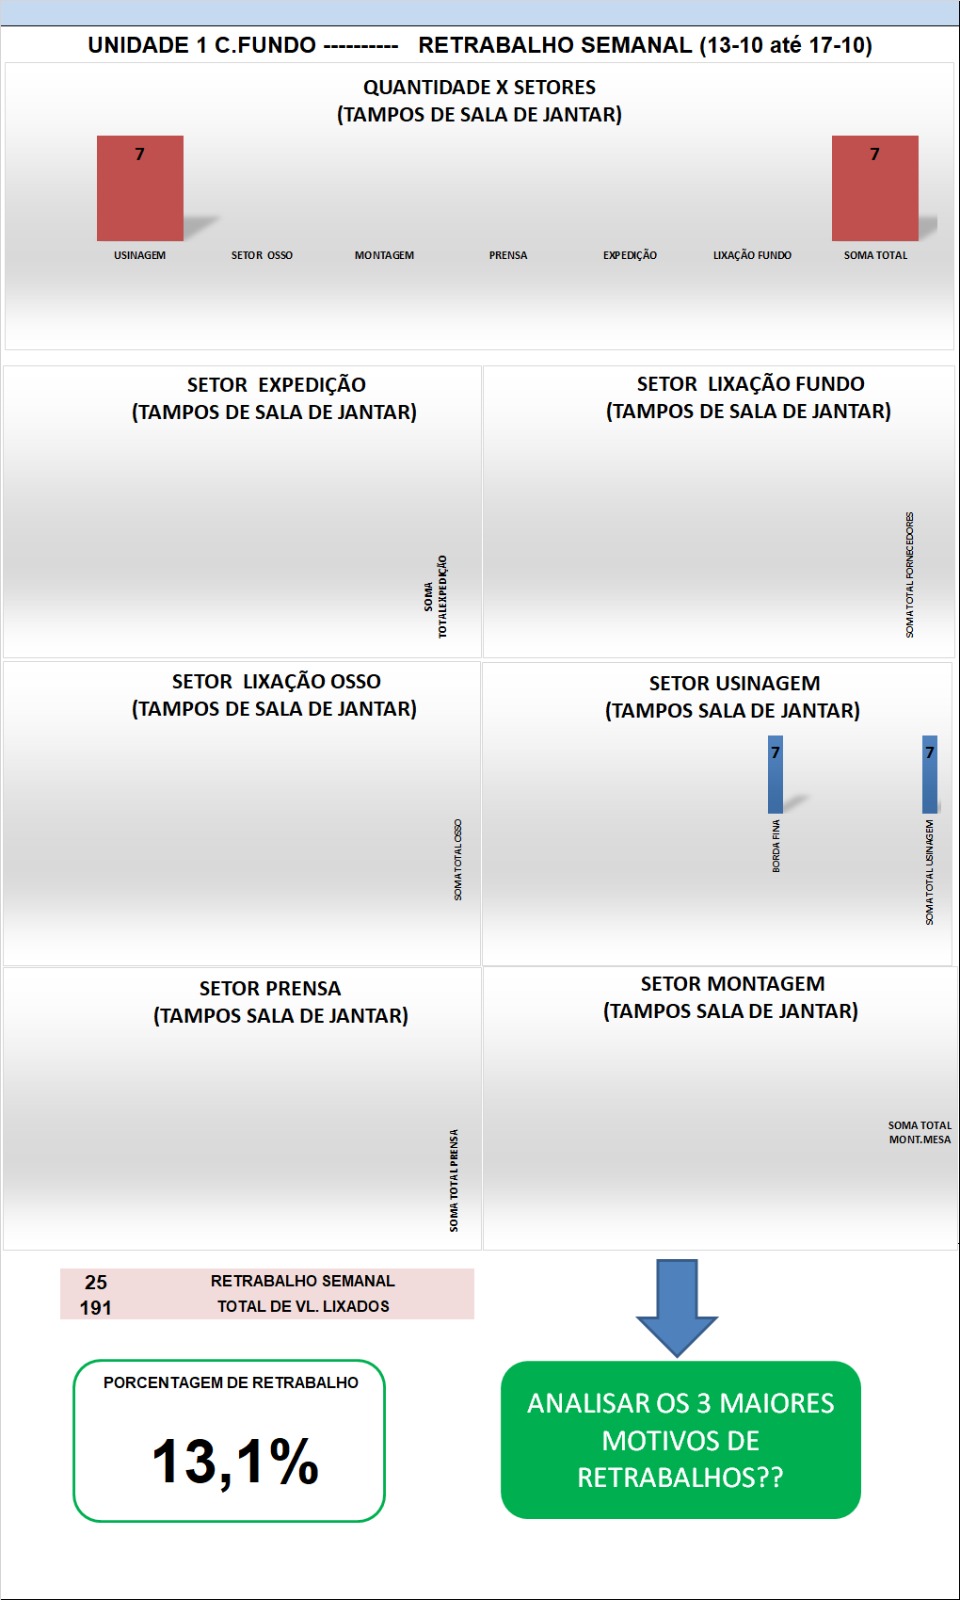 UNIDADE 1 C.FUNDO ---------- RETRABALHO SEMANAL (13-10 até 17-10)
QUANTIDADE X SETORES
(TAMPOS DE SALA DE JANTAR)
7
7
USINAGEM SETOR OSSO MONTAGEM PRENSA EXPEDIÇÃO LIXAÇÃO FUNDO SOMA TOTAL
SETOR EXPEDIÇÃO
(TAMPOS DE SALA DE JANTAR)
SOMA
TOTALEXPEDIÇÃO
SETOR LIXAÇÃO FUNDO
(TAMPOS DE SALA DE JANTAR)
SOMA TOTAL FORNECEDORES
SETOR LIXAÇÃO OSSO
(TAMPOS DE SALA DE JANTAR)
SOMA TOTAL OSSO
SETOR USINAGEM
(TAMPOS SALA DE JANTAR)
7
7
BORDA FINA
SOMA TOTAL USINAGEM
SETOR PRENSA
(TAMPOS SALA DE JANTAR)
SOMA TOTAL PRENSA
SETOR MONTAGEM
(TAMPOS SALA DE JANTAR)
SOMA TOTAL
MONT.MESA
25 RETRABALHO SEMANAL
191 TOTAL DE VL. LIXADOS
PORCENTAGEM DE RETRABALHO
13,1%
ANALISAR OS 3 MAIORES
MOTIVOS DE
RETRABALHOS??